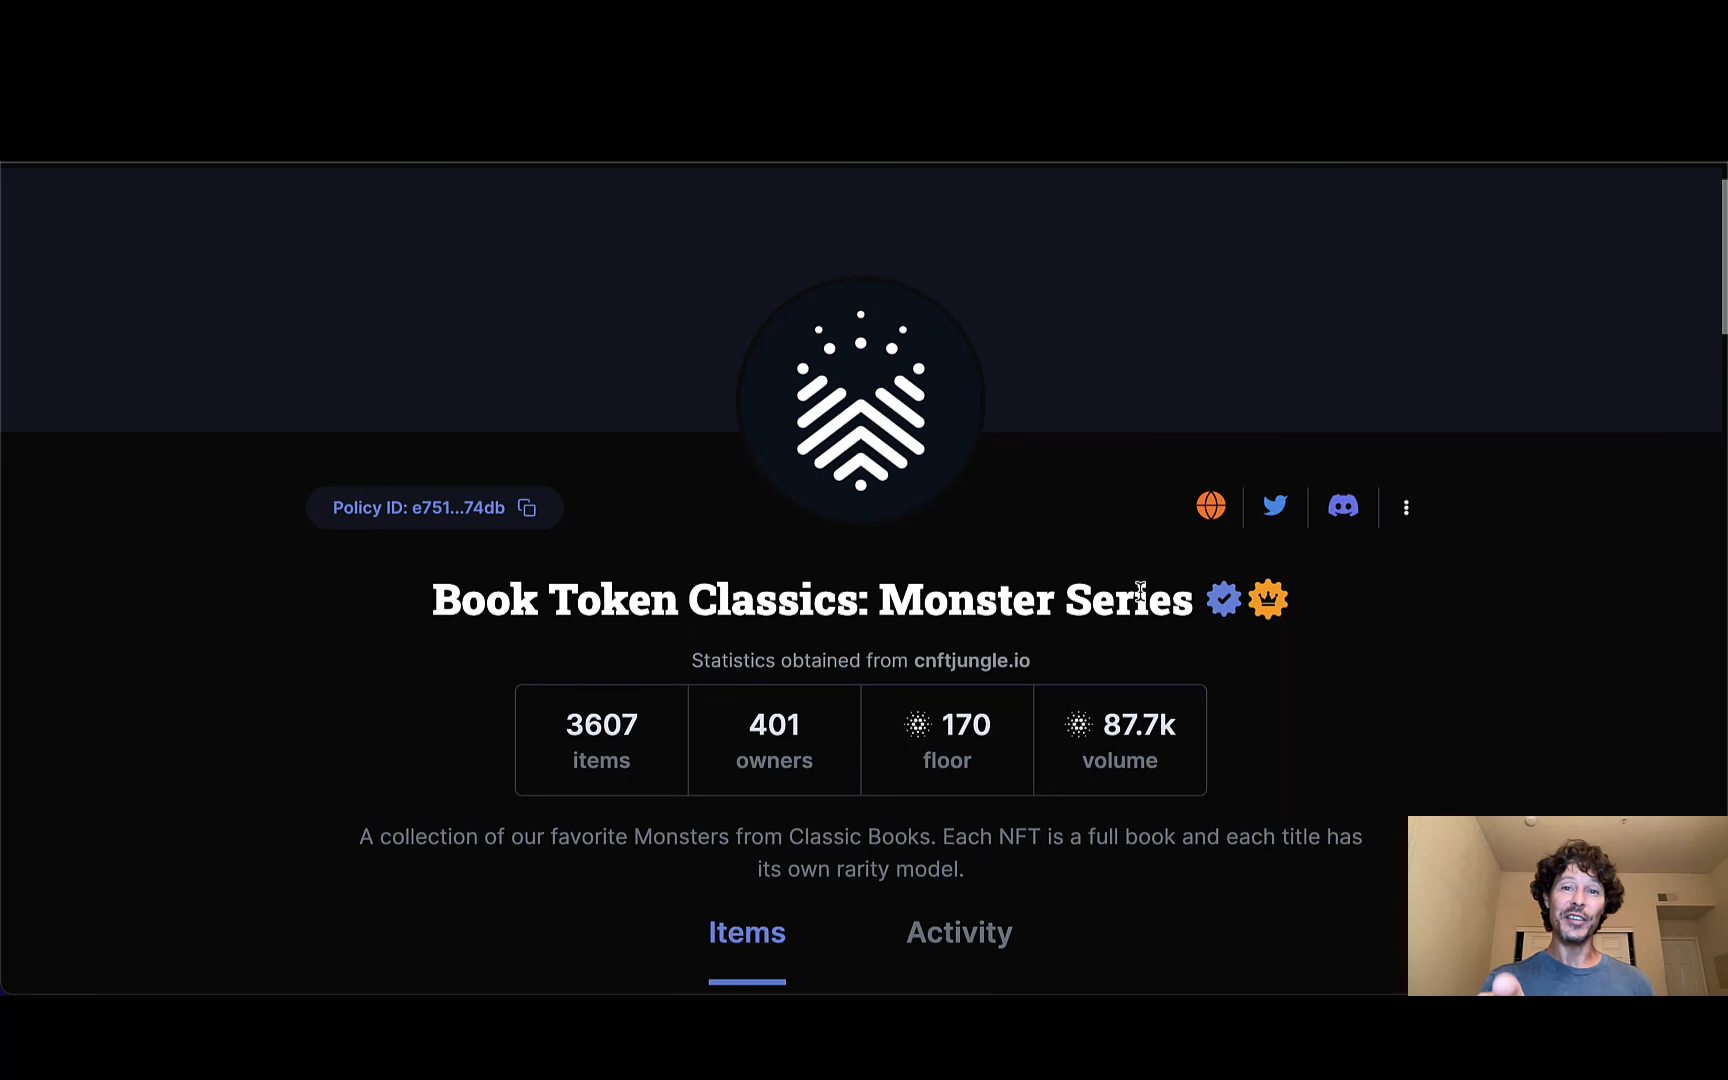 Policy ID: e751...74db
Book Token Classics: Monster Series
Statistics obtained from cnftjungle.io
3607
items
401
owners
170
floor
87.7k
volume
A collection of our favorite Monsters from Classic Books. Each NFT is a full book and each title has
its own rarity model.
Items
Activity